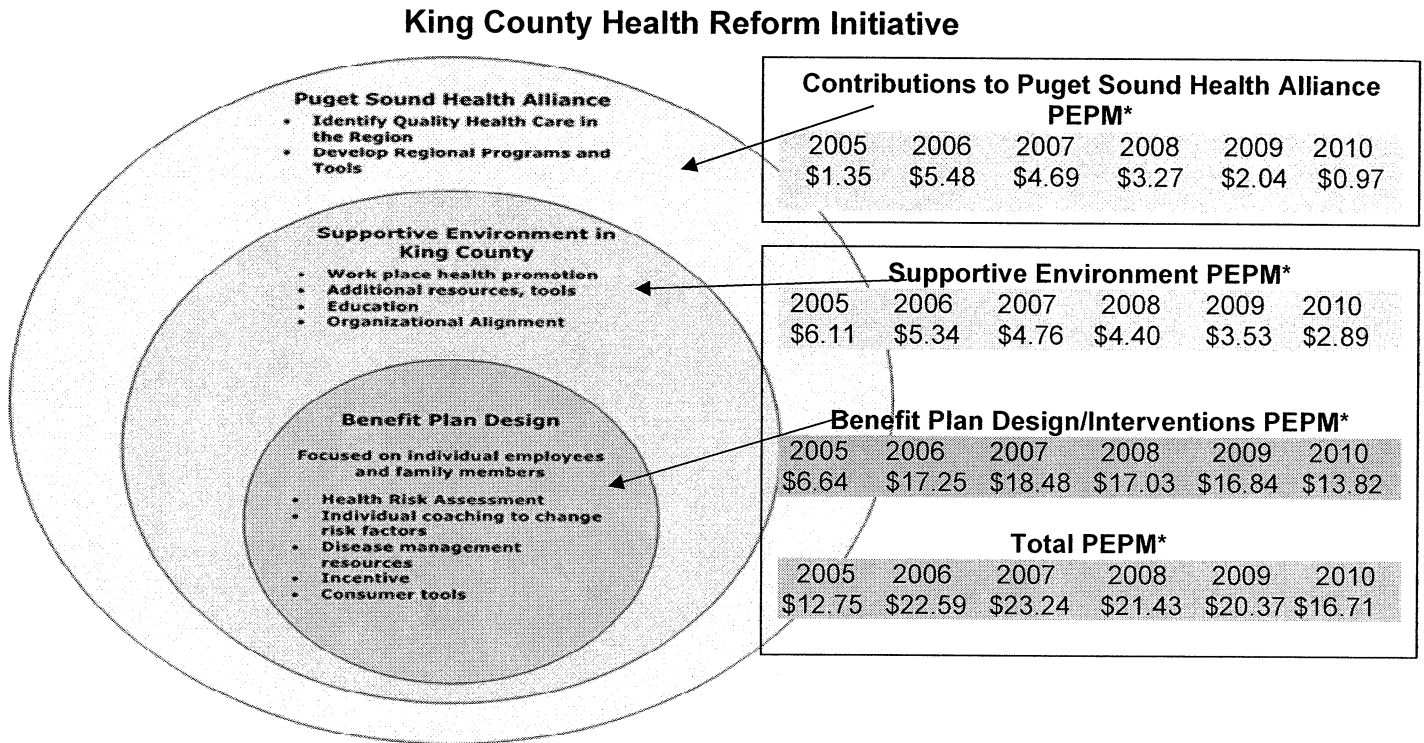 King County Health Reform Initiative
Puget Sound Health Alliance
• Identify Quality Health Care in
the Region
• Develop Regional Programs and
Tools
Supportive Environment in
King County
• Work place health promotion
• Additional resources, tools
• Education
• Organizational Alignment
Benefit Plan Design
Focused on individual employees
and family members
• Health Risk Assessment
• Individual coaching to change
risk factors
• Disease management
resources
• Incentive
• Consumer tools
Contributions to Puget Sound Health Alliance
PEPM*
2005 2006 2007 2008 2009 2010
$1.35 $5.48 $4.69 $3.27 $2.04 $0.97
Supportive Environment PEPM*
2005 2006 2007 2008 2009 2010
$6.11 $5.34 $4.76 $4.40 $3.53 $2.89
Benefit Plan Design/Interventions PEPM*
2005 2006 2007 2008 2009 2010
$6.64 $17.25 $18.48 $17.03 $16.84 $13.82
Total PEPM*
2005 2006 2007 2008 2009 2010
$12.75 $22.59 $23.24 $21.43 $20.37 $16.71